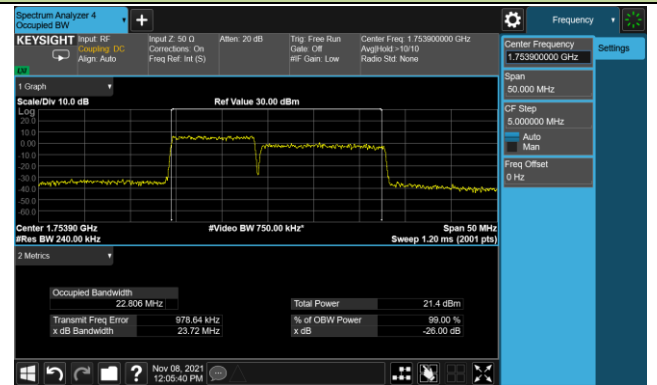 Spectrum Analyzer 4
Occupied BW
Frequency
KEYSIGHT
Input: RF
Coupling: DC
Align: Auto
Input Z: 50 Ω
Corrections: On
Freq Ref: Int (S)
Atten: 20 dB
Trig: Free Run
Gate: Off
#IF Gain: Low
Center Freq: 1.753900000 GHz
Avg|Hold:>10/10
Radio Std: None
Center Frequency
1.753900000 GHz
Settings
Span
50.000 MHz
CF Step
5.000000 MHz
Auto
Man
Freq Offset
0 Hz
1 Graph
Scale/Div 10.0 dB
Ref Value 30.00 dBm
Log
20.0
10.0
0.00
-10.0
-20.0
-30.0
-40.0
-50.0
-60.0
Center 1.75390 GHz
#Video BW 750.00 kHz*
Span 50 MHz
#Res BW 240.00 kHz
Sweep 1.20 ms (2001 pts)
2 Metrics
Occupied Bandwidth
22.806 MHz
Total Power
21.4 dBm
Transmit Freq Error
978.64 kHz
% of OBW Power
99.00 %
x dB Bandwidth
23.72 MHz
x dB
-26.00 dB
?
Nov 08, 2021
12:05:40 PM